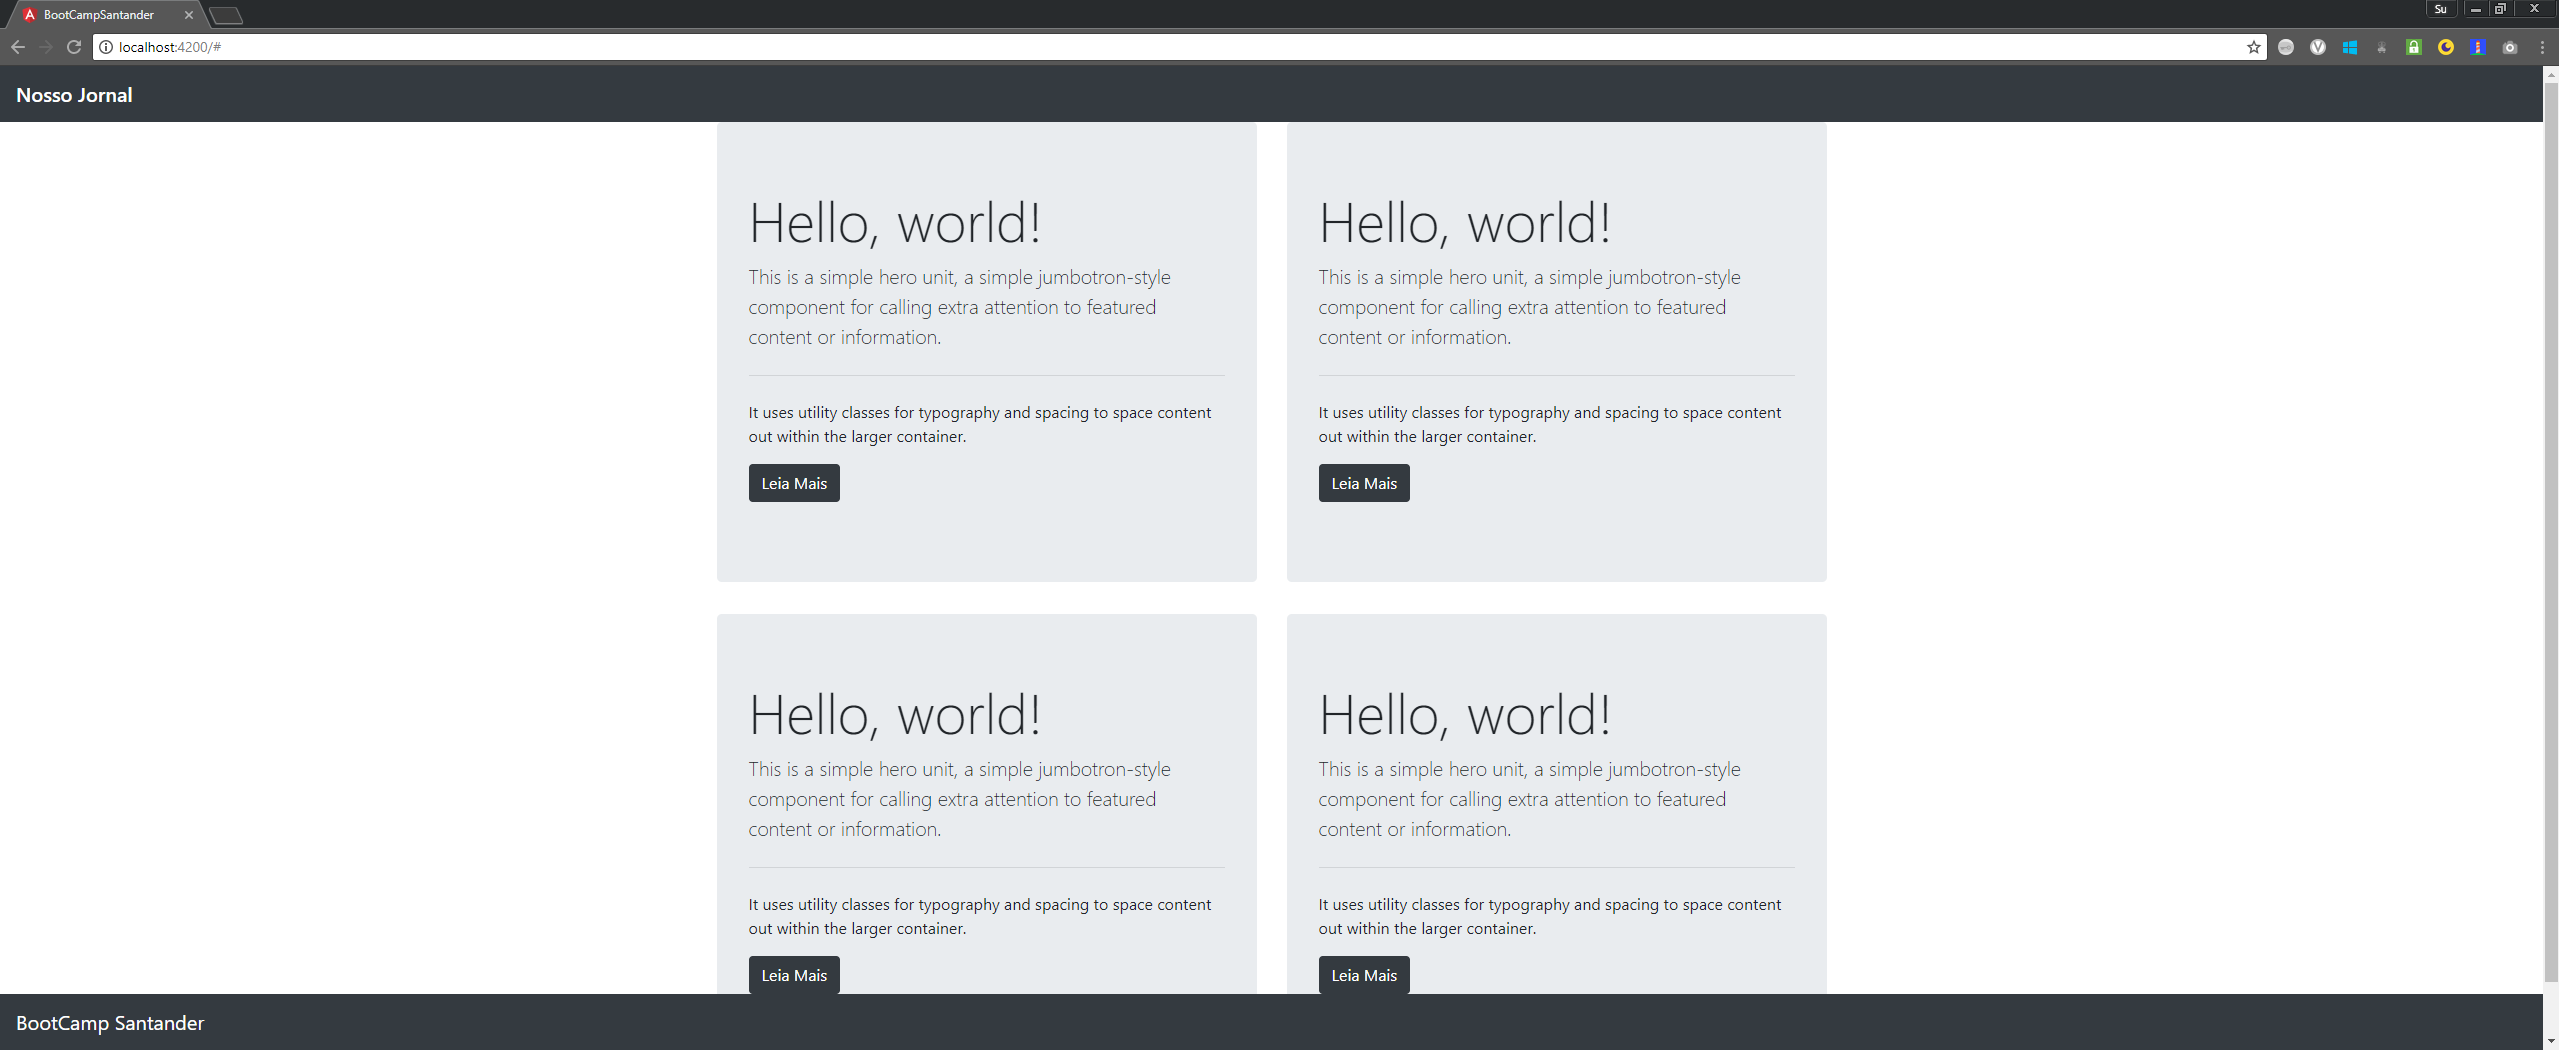 BootCampSantander
Su
localhost:4200/#
Nosso Jornal
Hello, world!
This is a simple hero unit, a simple jumbotron-style
component for calling extra attention to featured
content or information.
It uses utility classes for typography and spacing to space content
out within the larger container.
Leia Mais
Hello, world!
This is a simple hero unit, a simple jumbotron-style
component for calling extra attention to featured
content or information.
It uses utility classes for typography and spacing to space content
out within the larger container.
Leia Mais
Hello, world!
This is a simple hero unit, a simple jumbotron-style
component for calling extra attention to featured
content or information.
It uses utility classes for typography and spacing to space content
out within the larger container.
Leia Mais
Hello, world!
This is a simple hero unit, a simple jumbotron-style
component for calling extra attention to featured
content or information.
It uses utility classes for typography and spacing to space content
out within the larger container.
Leia Mais
BootCamp Santander